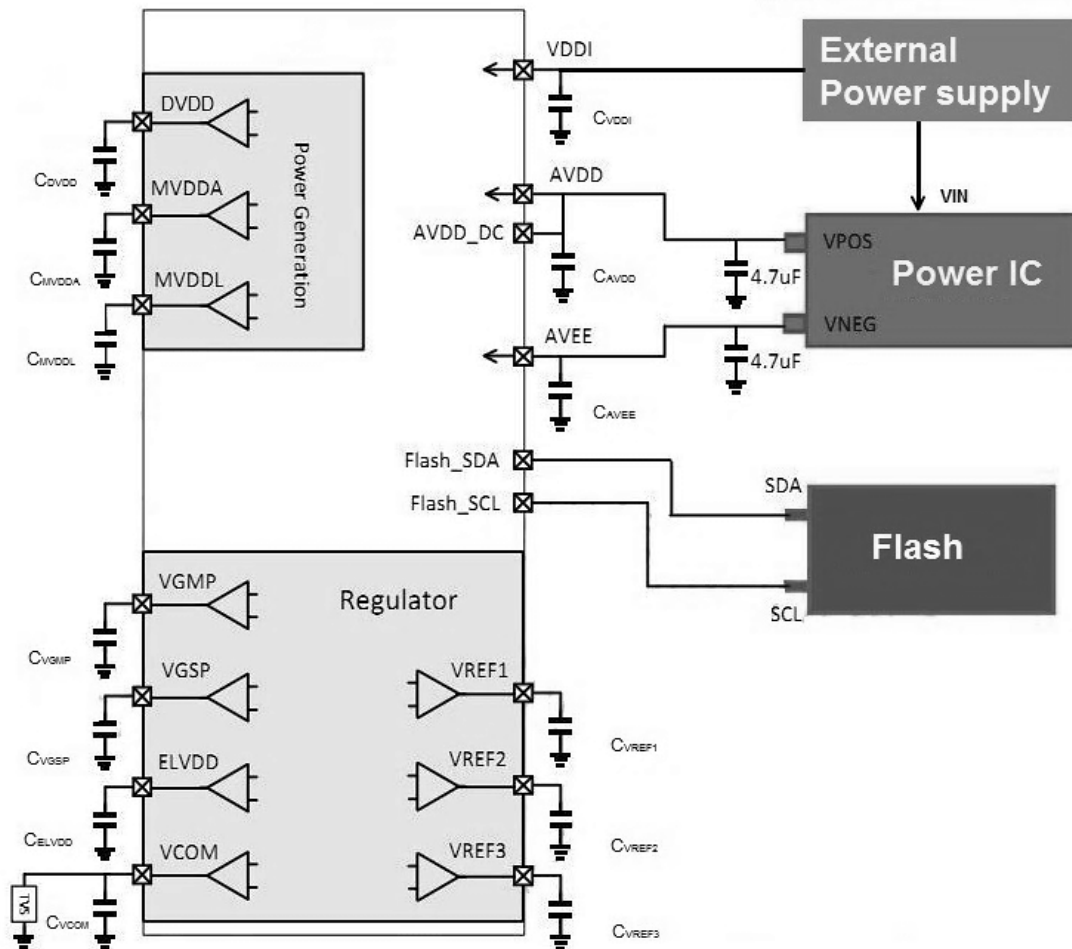 VDDI
External
Power supply
CVDDI
DVDD
Power Generation
CDVDD
MVDDA
CMVDDA
MVDDL
CMVDDL
AVDD
AVDD_DC
CAVDD
VIN
VPOS
4.7uF
Power IC
VNEG
4.7uF
AVEE
CAVEE
Flash_SDA
Flash_SCL
SDA
Flash
SCL
VGMP
Regulator
CVGMP
VGSP
CVGSP
ELVDD
CELVDD
VCOM
TVS
CVCOM
VREF1
CVREF1
VREF2
CVREF2
VREF3
CVREF3